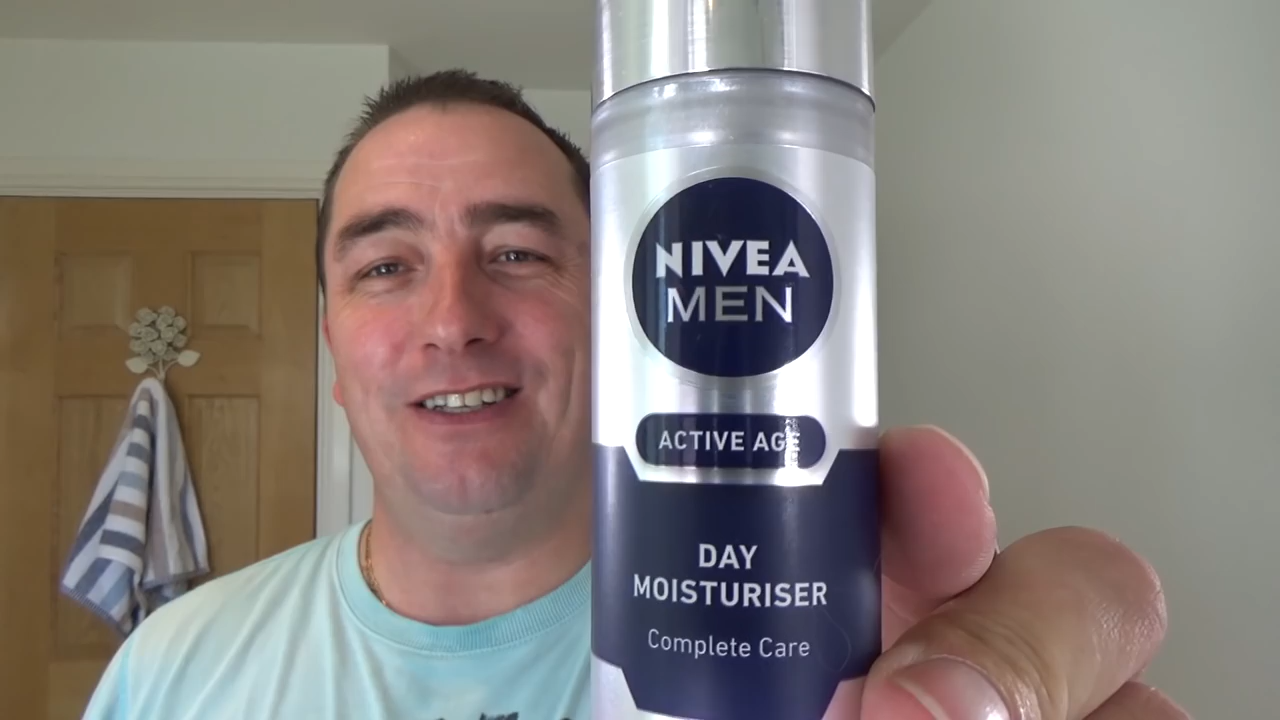 NIVEA
MEN
ACTIVE AGE
DAY
MOISTURISER
Complete Care